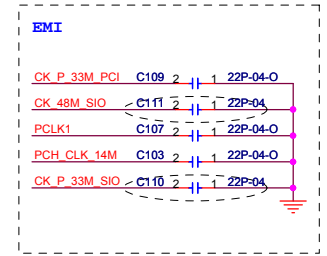 EMI
CK_P_33M_PCI C109 2 1 22P-04-O
CK_48M_SIO C111 2 1 22P-04
PCLK1 C107 2 1 22P-04-O
PCH_CLK_14M C103 2 1 22P-04-O
CK_P_33M_SIO C110 2 1 22P-04